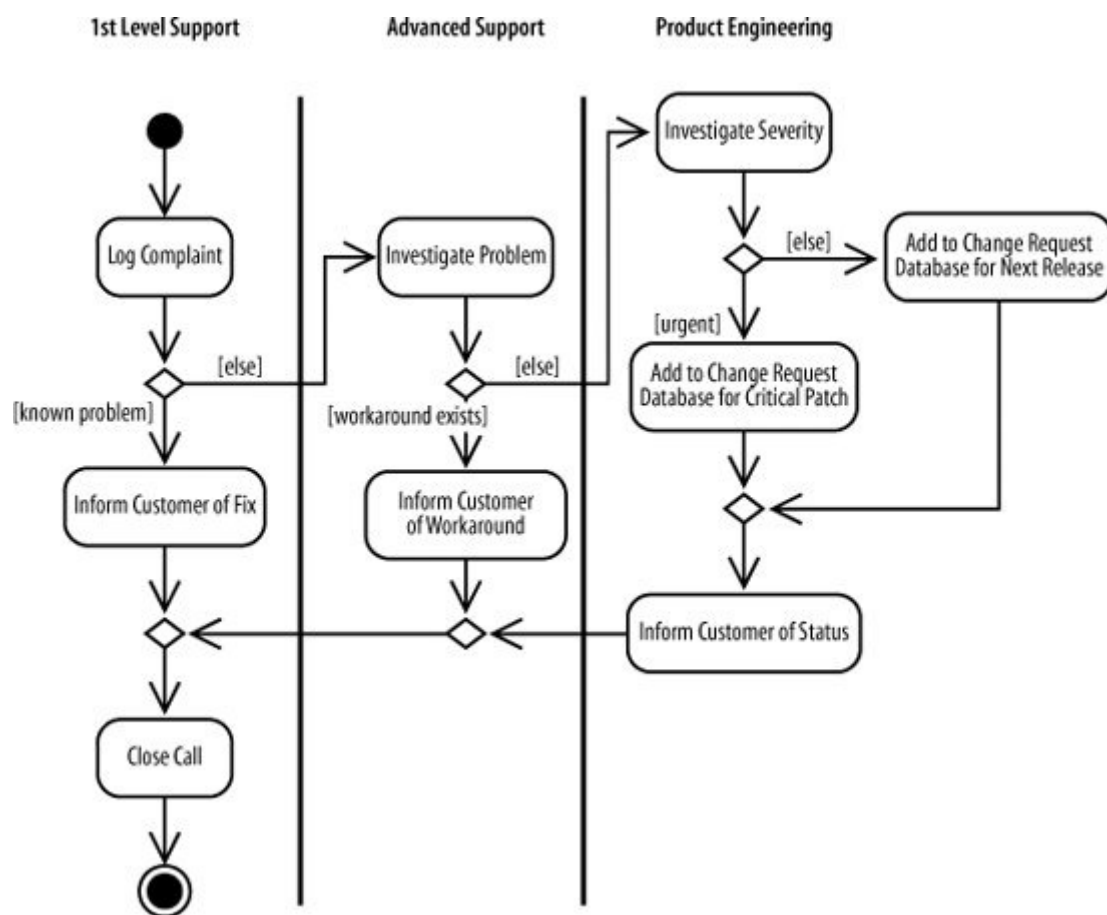 1st Level Support
Advanced Support
Product Engineering
Investigate Severity
Log Complaint
Investigate Problem
[else]
Add to Change Request
Database for Next Release
[urgent]
[else]
[else]
Add to Change Request
Database for Critical Patch
[known problem]
[workaround exists]
Inform Customer of Fix
Inform Customer
of Workaround
Inform Customer of Status
Close Call